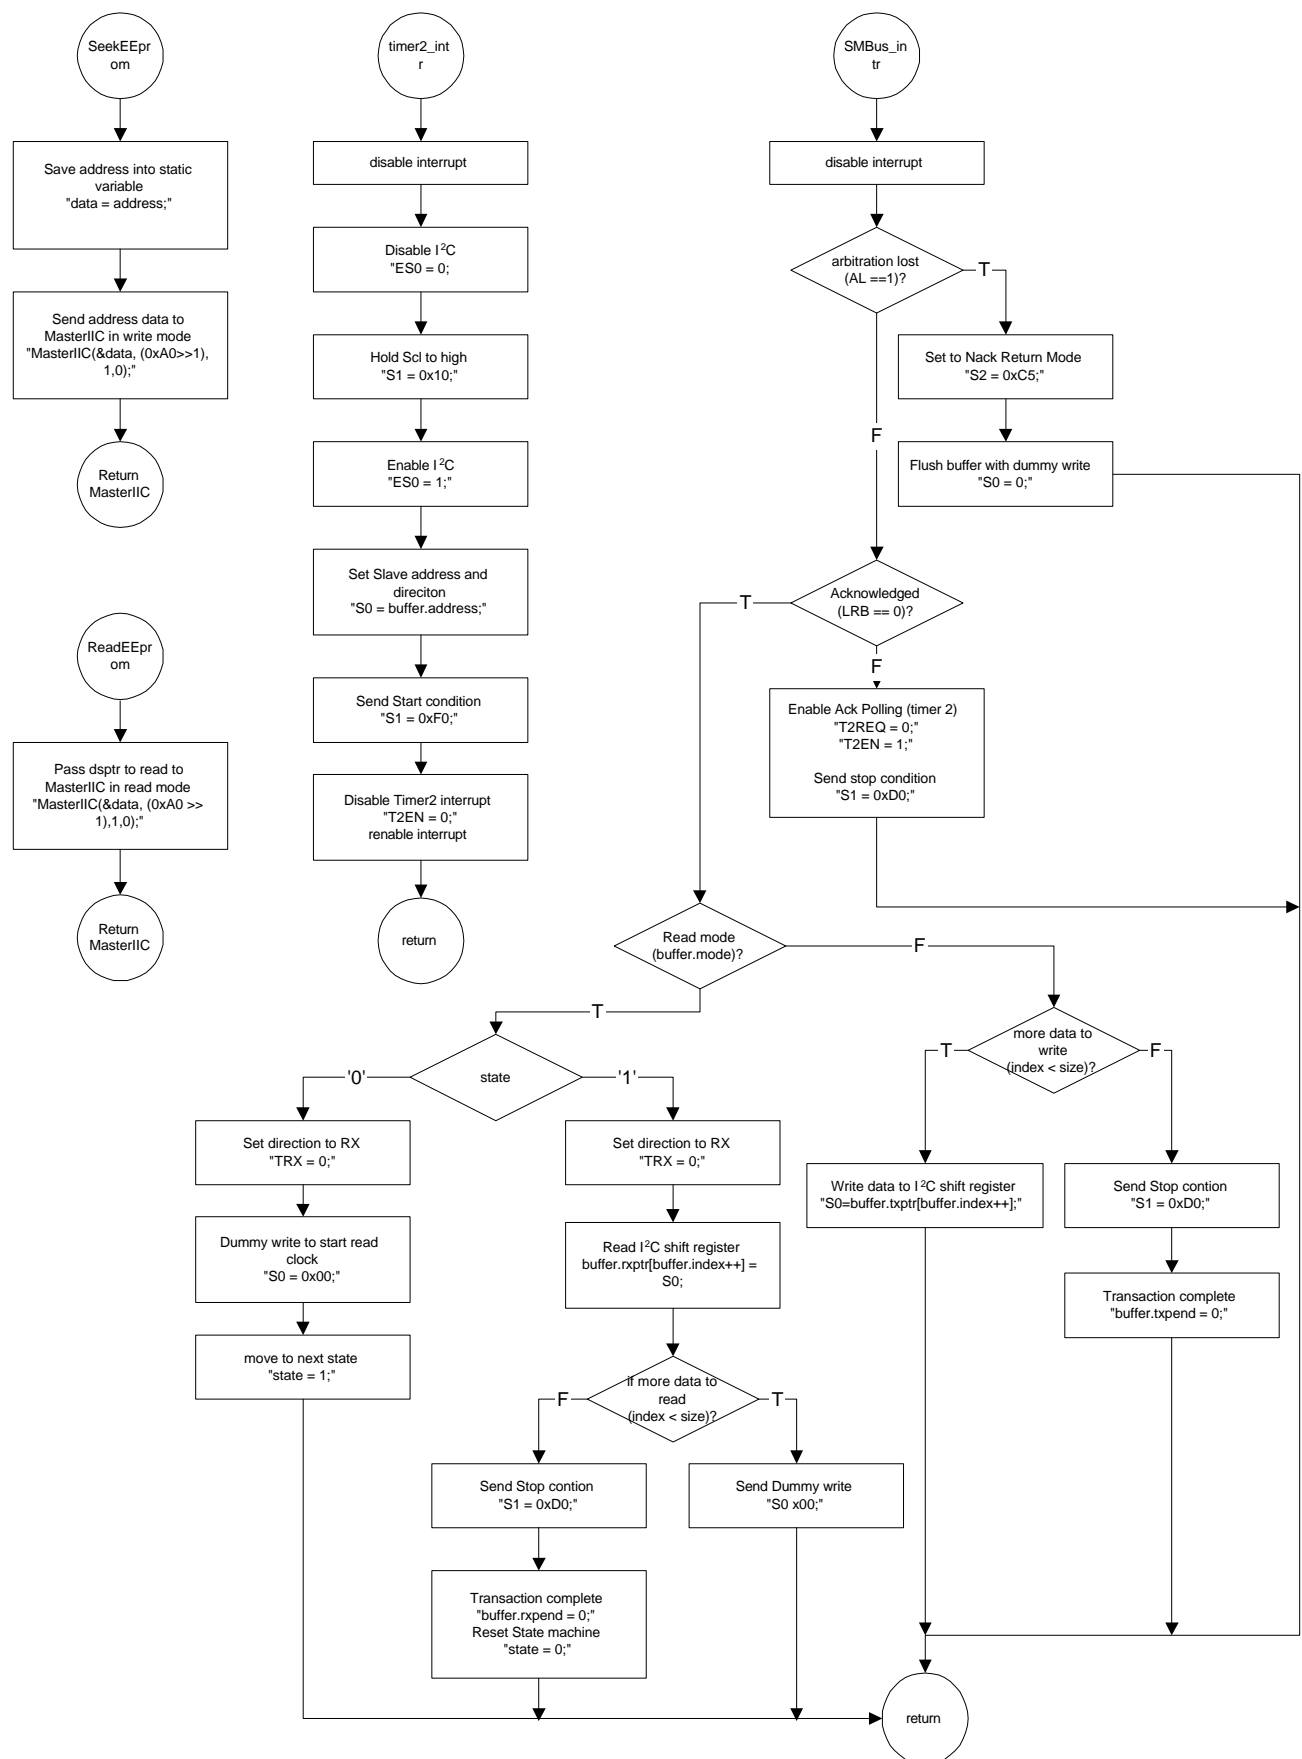 SeekEEpr
om
Save address into static
variable
"data = address;"
Send address data to
MasterIIC in write mode
"MasterIIC(&data, (0xA0>>1),
1,0);"
Return
MasterIIC
ReadEEpr
om
Pass dsptr to read to
MasterIIC in read mode
"MasterIIC(&data, (0xA0 >>
1),1,0);"
Return
MasterIIC
timer2_int
r
disable interrupt
Disable I²C
"ES0 = 0;
Hold Scl to high
"S1 = 0x10;"
Enable I²C
"ES0 = 1;"
Set Slave address and
direciton
"S0 = buffer.address;"
Send Start condition
"S1 = 0xF0;"
Disable Timer2 interrupt
"T2EN = 0;"
renable interrupt
return
SMBus_in
tr
disable interrupt
arbitration lost
(AL ==1)?
T
Set to Nack Return Mode
"S2 = 0xC5;"
Flush buffer with dummy write
"S0 = 0;"
F
Acknowledged
(LRB == 0)?
T
F
Enable Ack Polling (timer 2)
"T2REQ = 0;"
"T2EN = 1;"
Send stop condition
"S1 = 0xD0;"
Read mode
(buffer.mode)?
F
T
state
'0'
'1'
Set direction to RX
"TRX = 0;"
Dummy write to start read
clock
"S0 = 0x00;"
move to next state
"state = 1;"
Set direction to RX
"TRX = 0;"
Read I²C shift register
buffer.rxptr[buffer.index++] =
S0;
if more data to
read
(index < size)?
F
T
Send Stop contion
"S1 = 0xD0;"
Transaction complete
"buffer.rxpend = 0;"
Reset State machine
"state = 0;"
Send Dummy write
"S0 x00;"
more data to
write
(index < size)?
T
F
Write data to I²C shift register
"S0=buffer.txptr[buffer.index++];"
Send Stop contion
"S1 = 0xD0;"
Transaction complete
"buffer.txpend = 0;"
return